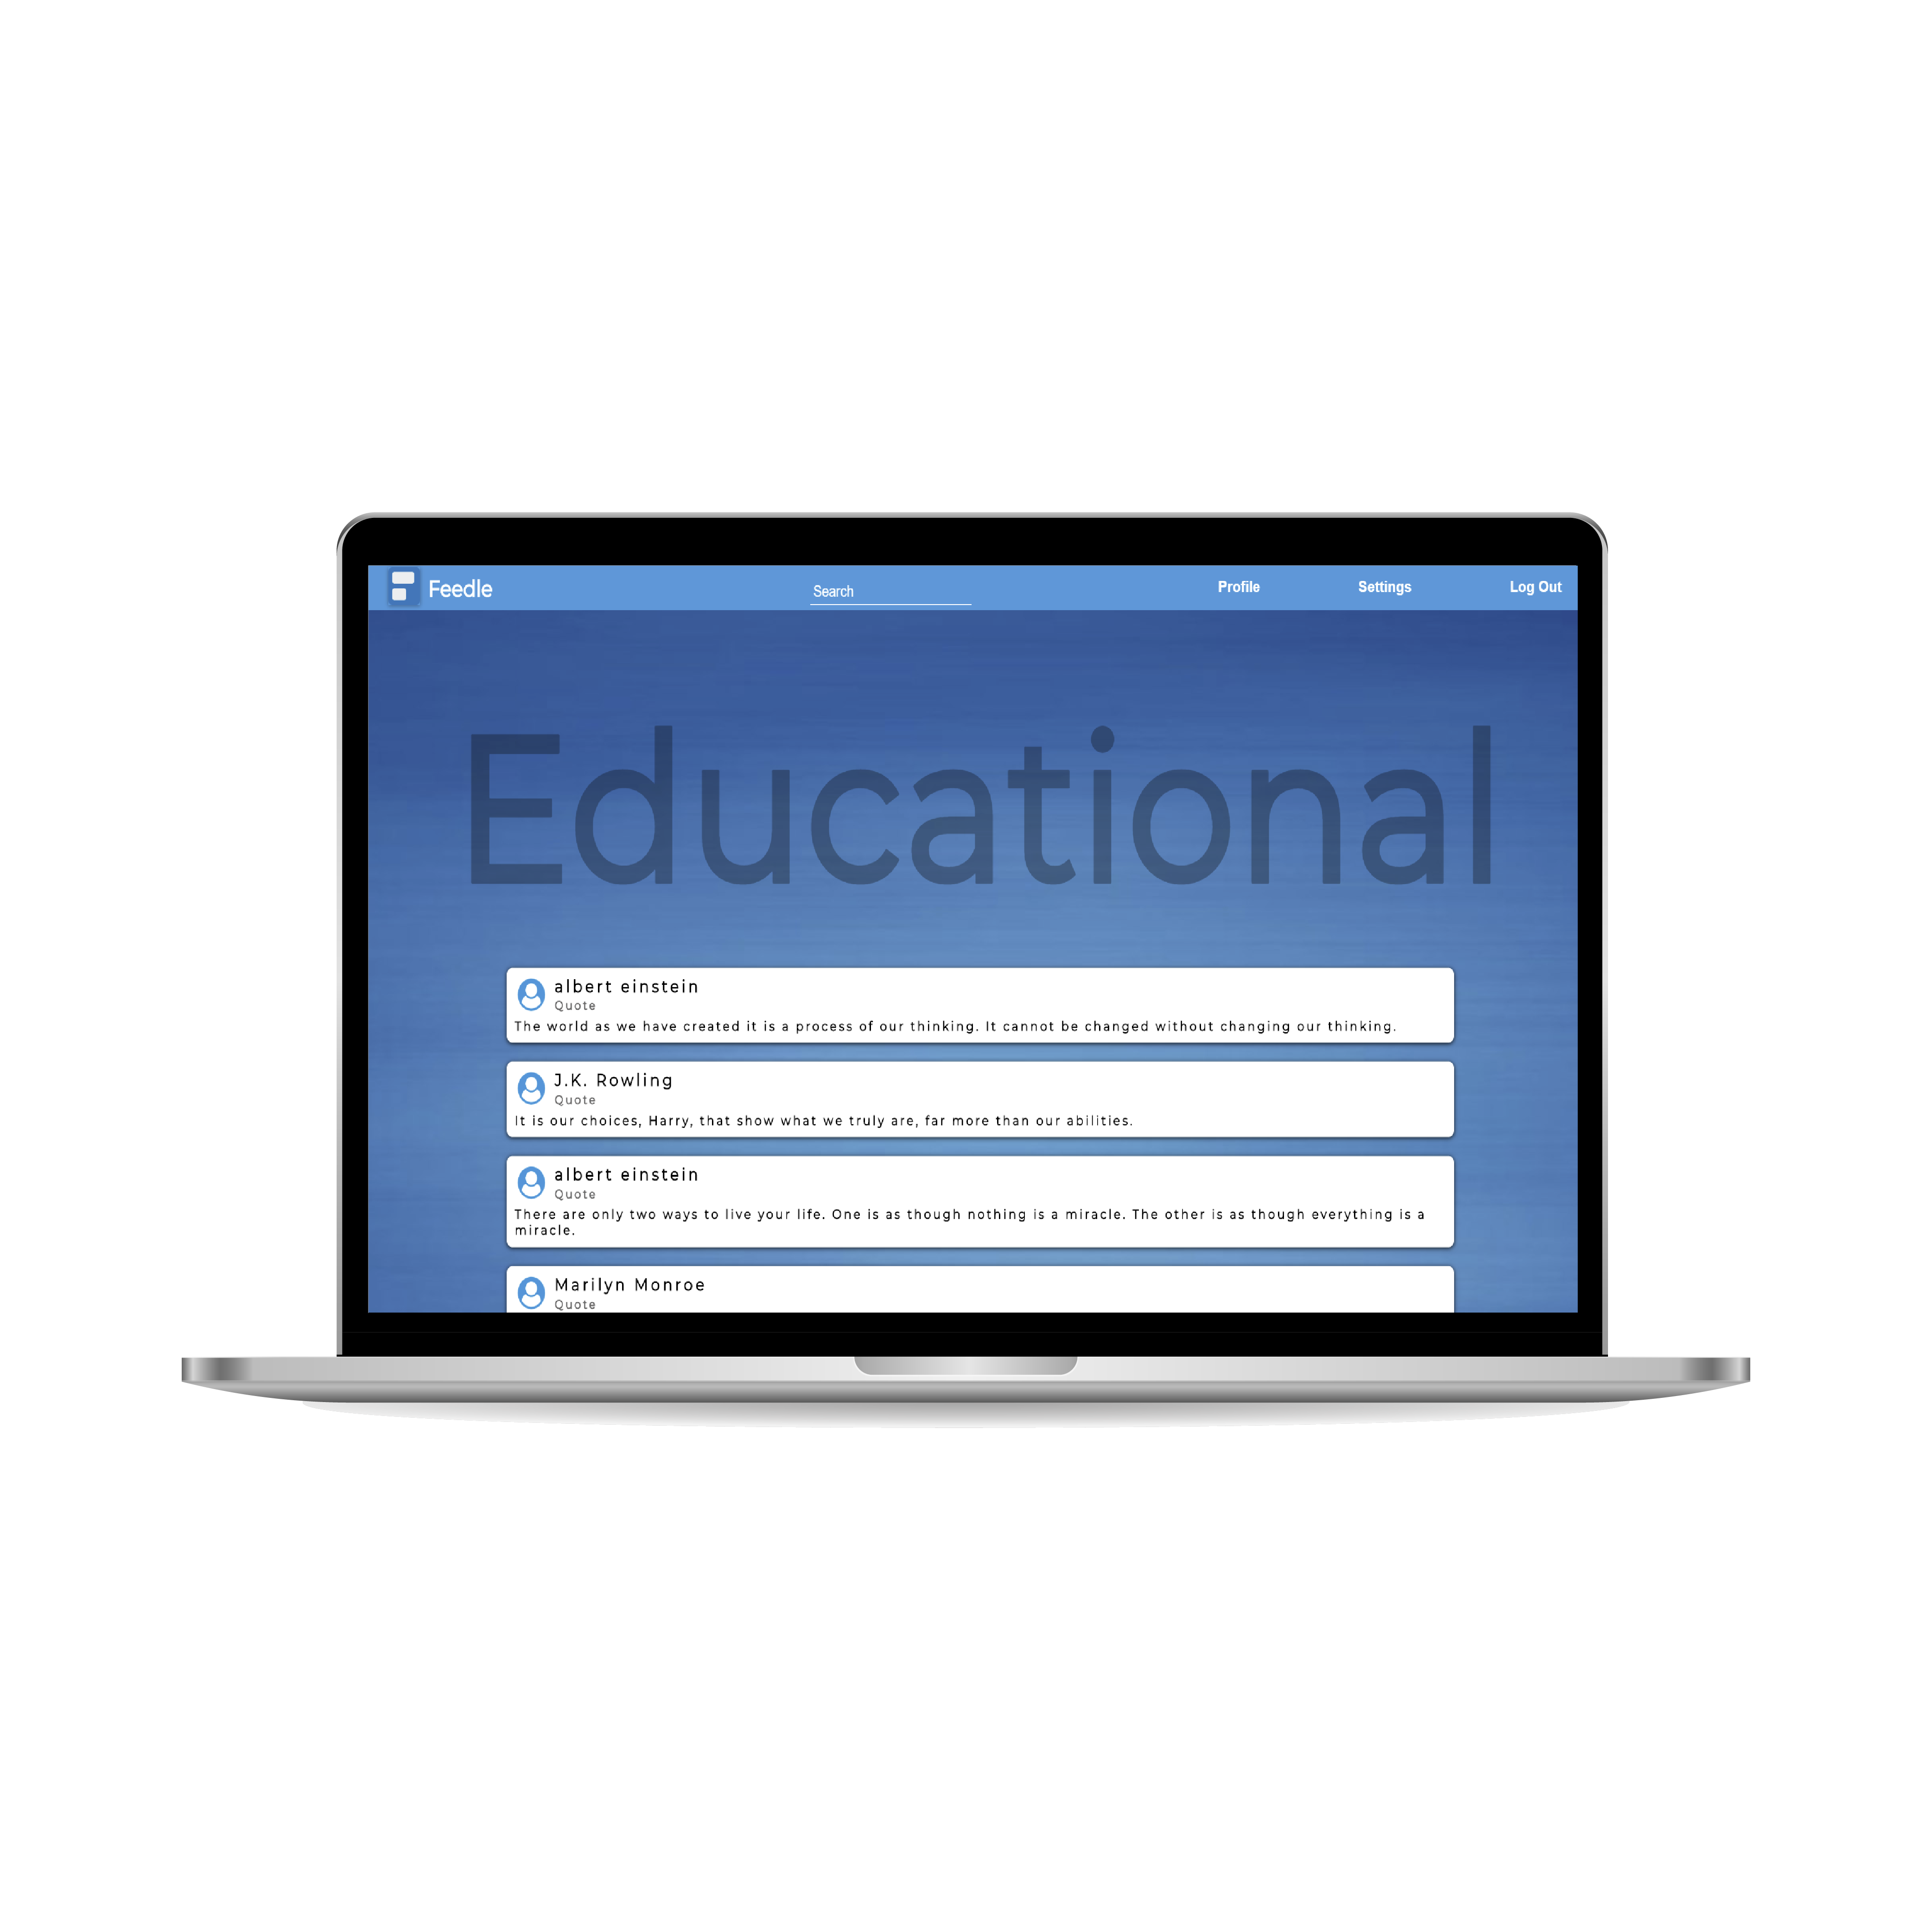 Feedle
Search
Profile
Settings
Log Out
Educational
albert einstein
Quote
The world as we have created it is a process of our thinking. It cannot be changed without changing our thinking.
J.K. Rowling
Quote
It is our choices, Harry, that show what we truly are, far more than our abilities.
albert einstein
Quote
There are only two ways to live your life. One is as though nothing is a miracle. The other is as though everything is a
miracle.
Marilyn Monroe
Quote